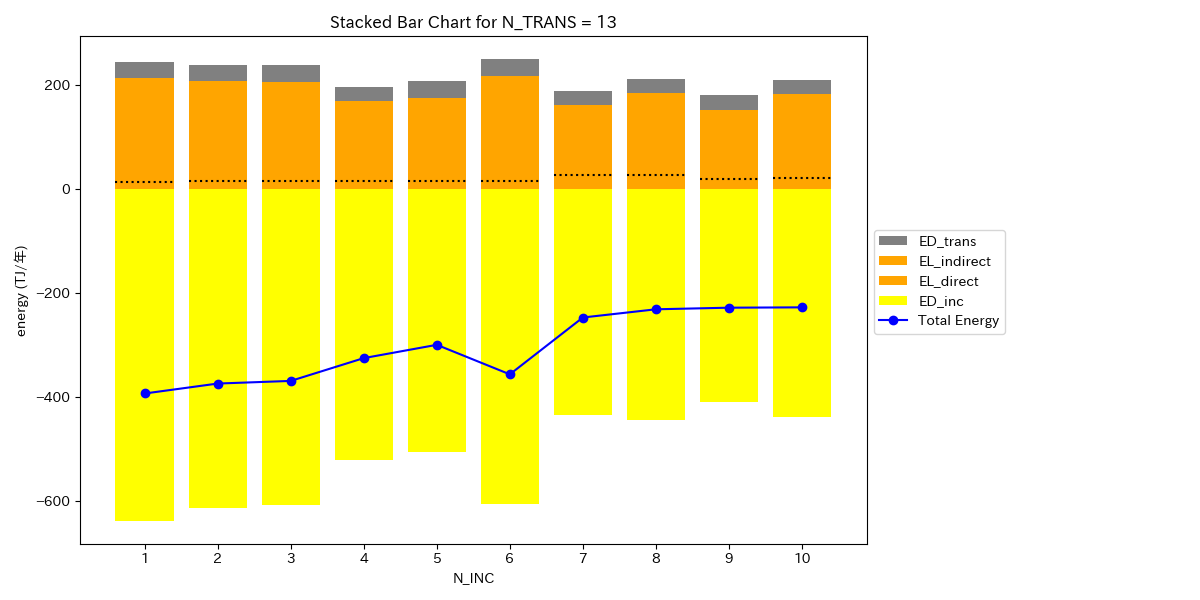 Stacked Bar Chart for N_TRANS = 13
energy (TJ/年)
200
0
−200
−400
−600
1 2 3 4 5 6 7 8 9 10
N_INC
ED_trans
EL_indirect
EL_direct
ED_inc
Total Energy